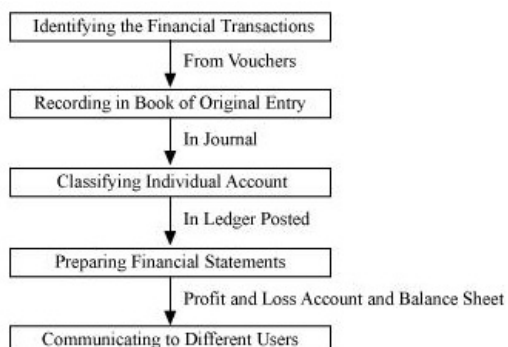 Identifying the Financial Transactions
From Vouchers
Recording in Book of Original Entry
In Journal
Classifying Individual Account
In Ledger Posted
Preparing Financial Statements
Profit and Loss Account and Balance Sheet
Communicating to Different Users